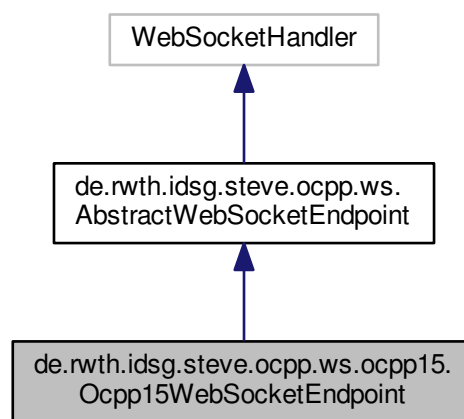 WebSocketHandler
de.rwth.idsg.steve.ocpp.ws.
AbstractWebSocketEndpoint
de.rwth.idsg.steve.ocpp.ws.ocpp15.
Ocpp15WebSocketEndpoint